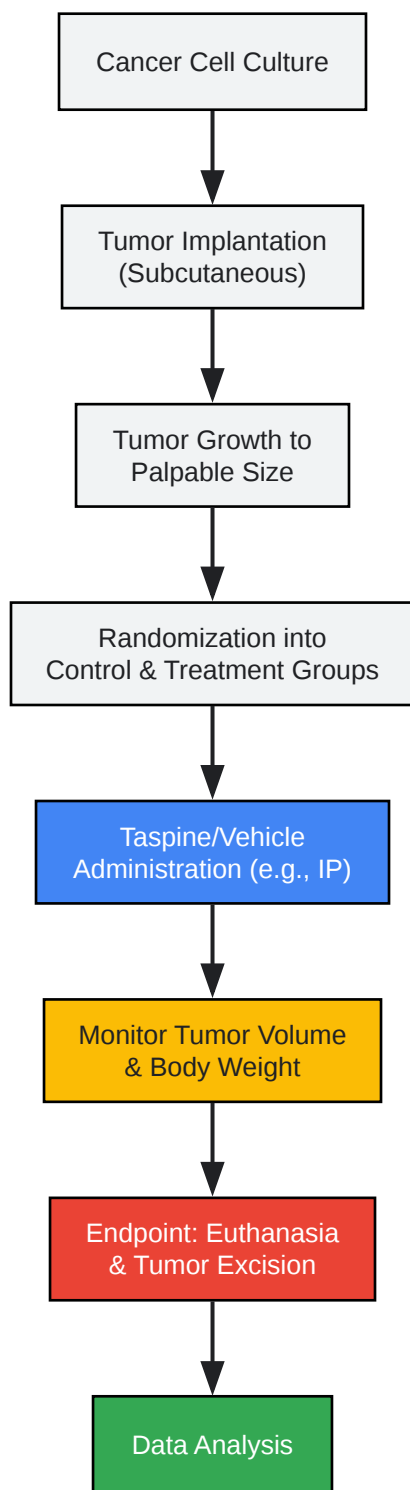 Cancer Cell Culture
Tumor Implantation
(Subcutaneous)
Tumor Growth to
Palpable Size
Randomization into
Control & Treatment Groups
Taspine/Vehicle
Administration (e.g., IP)
Monitor Tumor Volume
& Body Weight
Endpoint: Euthanasia
& Tumor Excision
Data Analysis